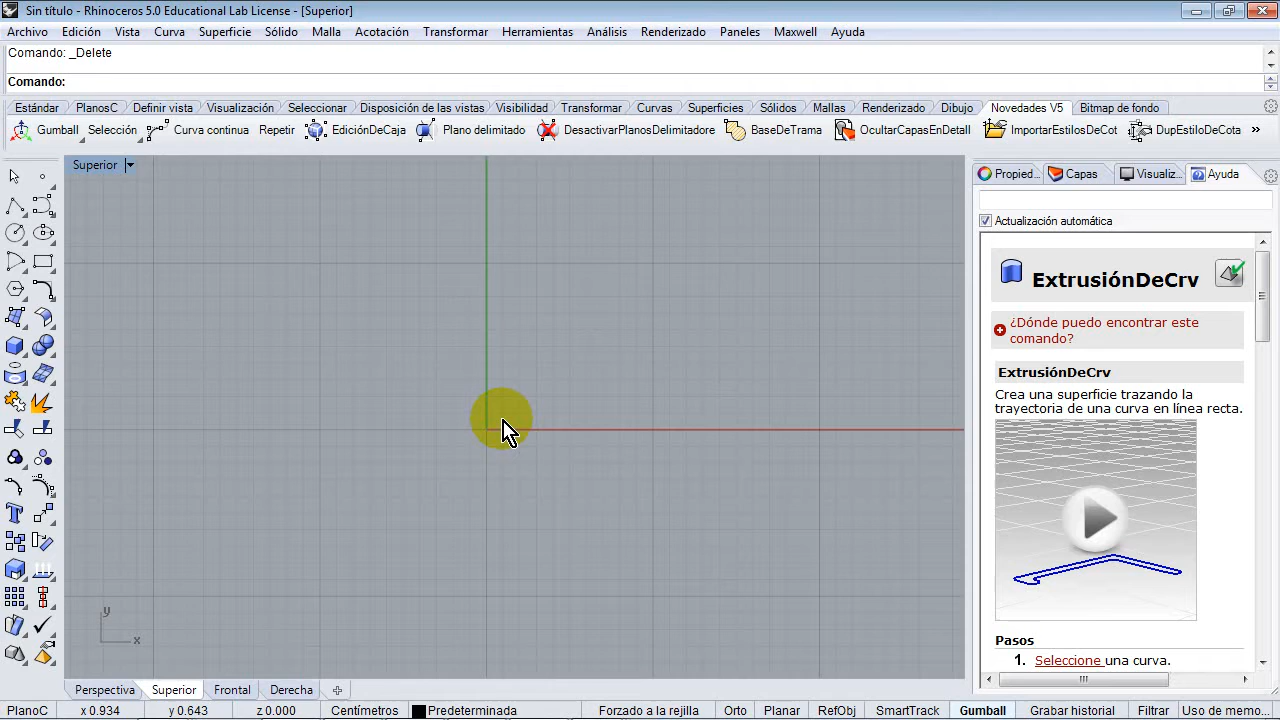 Sin título - Rhinoceros 5.0 Educational Lab License - [Superior]
Archivo Edición Vista Curva Superficie Sólido Malla Acotación Transformar Herramientas Análisis Renderizado Paneles Maxwell Ayuda
Comando: _Delete
Comando:
Estándar PlanosC Definir vista Visualización Seleccionar Disposición de las vistas Visibilidad Transformar Curvas Superficies Sólidos Mallas Renderizado Dibujo Novedades V5 Bitmap de fondo
Gumball Selección Curva continua Repetir EdiciónDeCaja Plano delimitado DesactivarPlanosDelimitado BaseDeTrama OcultarCapasEnDetall ImportarEstilosDeCot DupEstiloDeCota »
Superior
Propied... Capas Visualiz... Ayuda
Actualización automática
ExtrusiónDeCrv
¿Dónde puedo encontrar este
comando?
ExtrusiónDeCrv
Crea una superficie trazando la
trayectoria de una curva en línea recta.
Pasos
1. Seleccione una curva.
y
x
Perspectiva Superior Frontal Derecha
PlanoC x 0.934 y 0.643 z 0.000 Centímetros Predeterminada Forzado a la rejilla Orto Planar RefObj SmartTrack Gumball Grabar historial Filtrar Uso de memo...